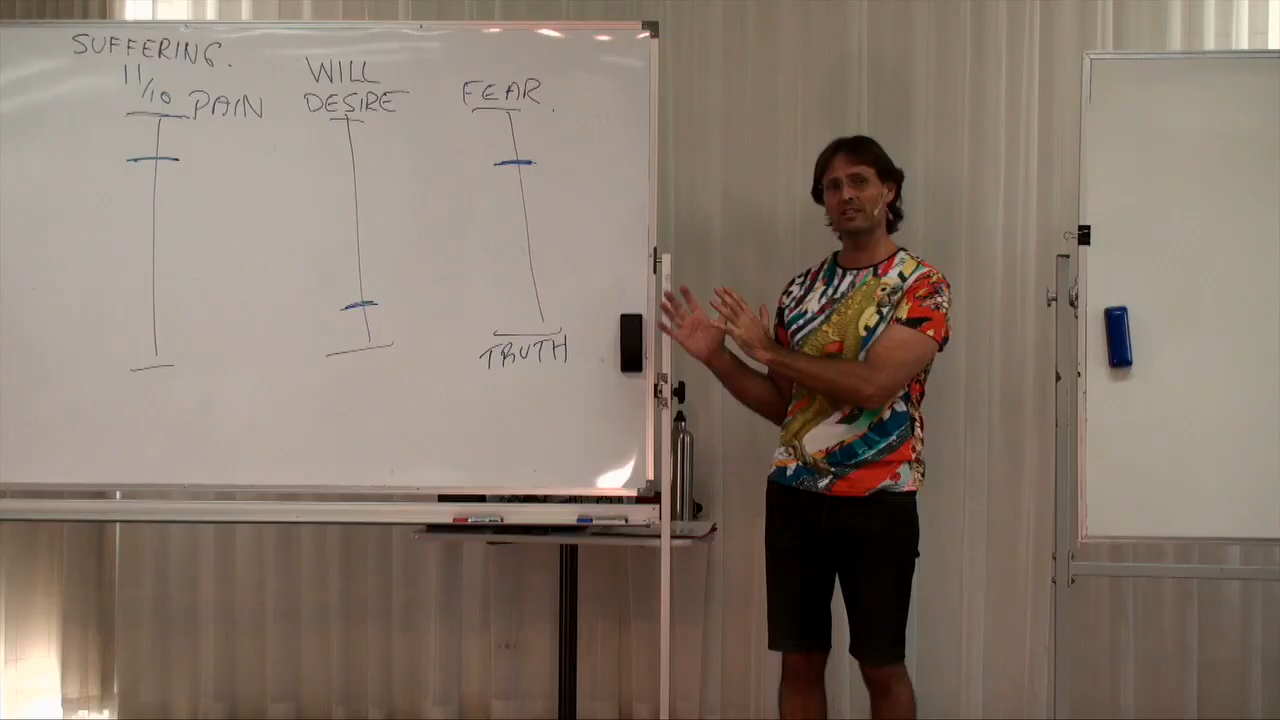 SUFFERING.
11/10 PAIN
WILL
DESIRE
FEAR.
TRUTH